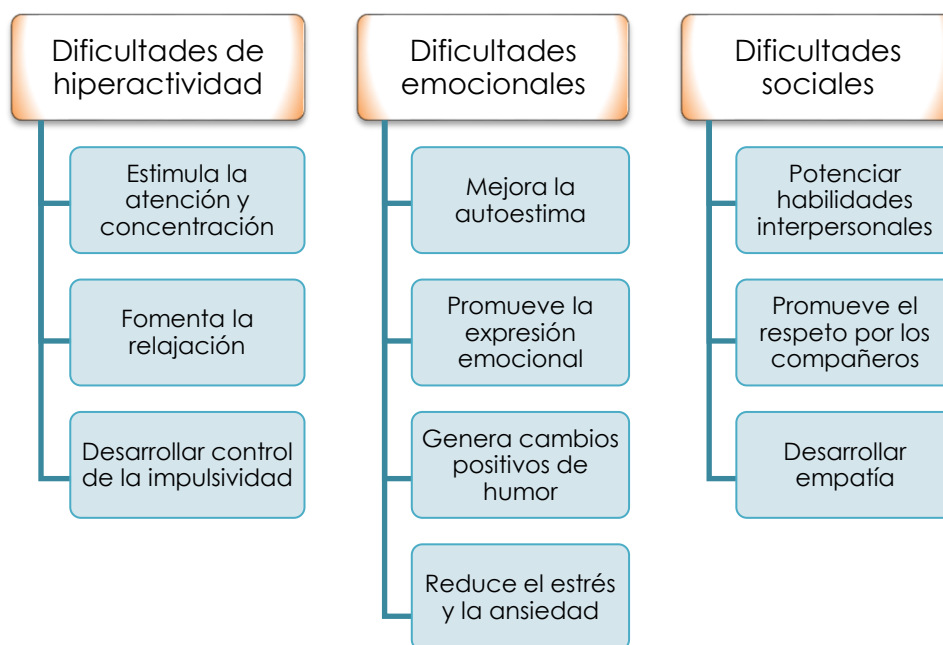 Dificultades de
hiperactividad
Estimula la
atención y
concentración
Fomenta la
relajación
Desarrollar control
de la impulsividad
Dificultades
emocionales
Mejora la
autoestima
Promueve la
expresión
emocional
Genera cambios
positivos de
humor
Reduce el estrés
y la ansiedad
Dificultades
sociales
Potenciar
habilidades
interpersonales
Promueve el
respeto por los
compañeros
Desarrollar
empatía